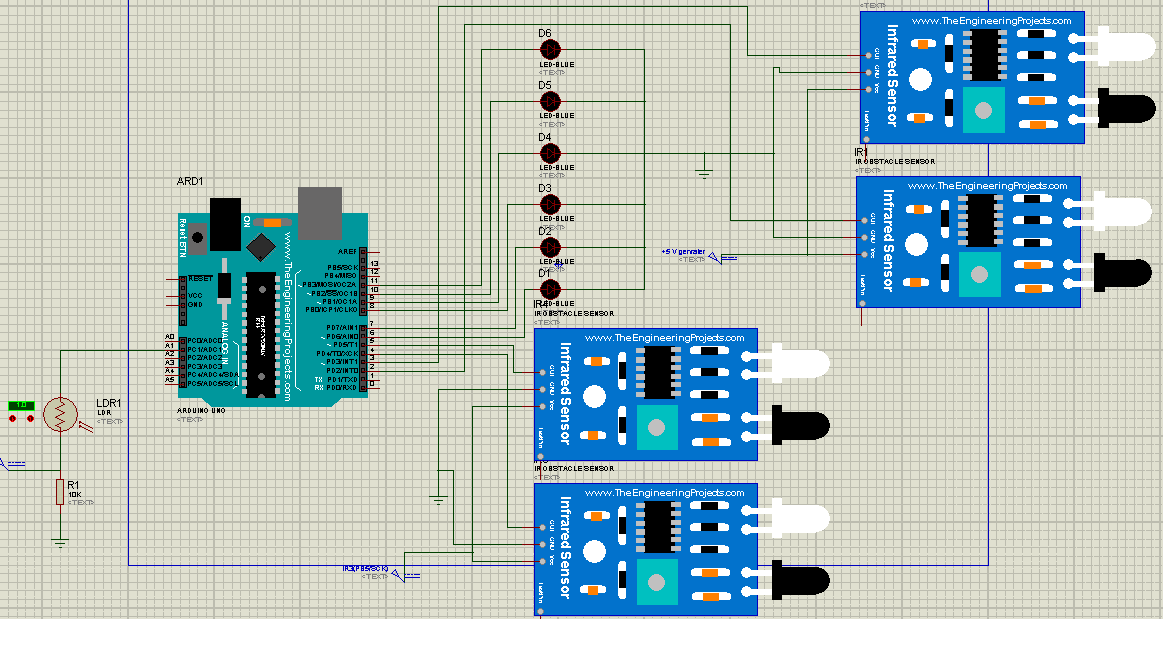 <TEXT>
www.TheEngineeringProjects.com
Infrared Sensor
OUT
GND
Vcc
TestPin
D6
LED-BLUE
<TEXT>
D5
LED-BLUE
<TEXT>
D4
LED-BLUE
<TEXT>
D3
LED-BLUE
<TEXT>
D2
LED-BLUE
D1
LED-BLUE
IR1
IR OBSTACLE SENSOR
<TEXT>
www.TheEngineeringProjects.com
Infrared Sensor
OUT
GND
Vcc
TestPin
+5 V genrater
<TEXT>
ARD1
Reset BTN
ON
www.TheEngineeringProjects.com
ANALOG IN
RESET
VCC
GND
AREF
PB5/SCK
13
PB4/MISO
12
~ PB3/MOSI/OC2A
11
~ PB2/SS/OC1B
10
~ PB1/OC1A
9
PB0/ICP1/CLKO
8
PD7/AIN1
7
~ PD6/AIN0
6
~ PD5/T1
5
PD4/T0/XCK
4
~ PD3/INT1
3
PD2/INT0
2
TX PD1/TXD
1
RX PD0/RXD
0
A0
PC0/ADC0
A1
PC1/ADC1
A2
PC2/ADC2
A3
PC3/ADC3
A4
PC4/ADC4/SDA
A5
PC5/ADC5/SCL
ARDUINO UNO
<TEXT>
IR OBSTACLE SENSOR
<TEXT>
www.TheEngineeringProjects.com
Infrared Sensor
OUT
GND
Vcc
TestPin
1.0
LDR1
LDR
<TEXT>
R1
10K
<TEXT>
IR OBSTACLE SENSOR
<TEXT>
www.TheEngineeringProjects.com
Infrared Sensor
OUT
GND
Vcc
TestPin
IR3(PB5/SCK)
<TEXT>